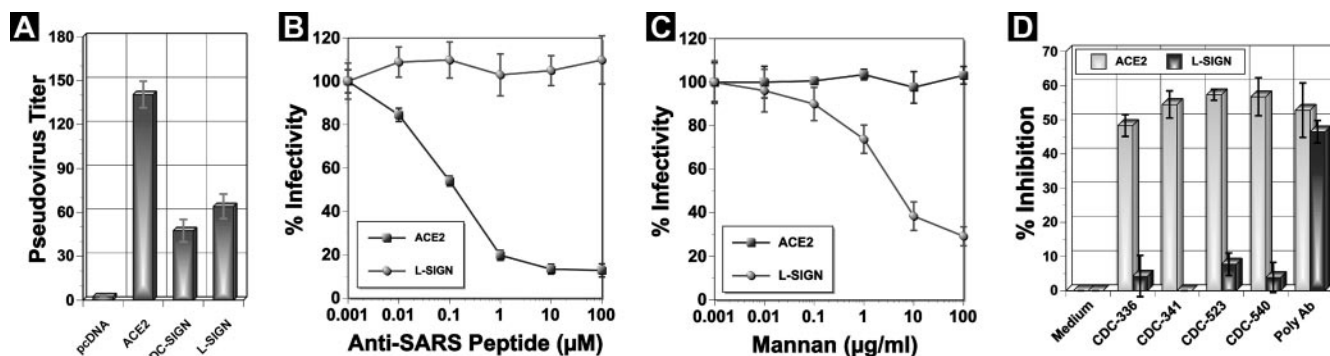 A
Pseudovirus Titer
180
150
120
90
60
30
0
pcDNA
ACE2
DC-SIGN
L-SIGN
B
% Infectivity
120
100
80
60
40
20
0
ACE2
L-SIGN
0.001 0.01 0.1 1 10 100
Anti-SARS Peptide (µM)
C
% Infectivity
120
100
80
60
40
20
0
ACE2
L-SIGN
0.001 0.01 0.1 1 10 100
Mannan (µg/ml)
D
% Inhibition
70
60
50
40
30
20
10
0
ACE2 L-SIGN
Medium
CDC-336
CDC-341
CDC-523
CDC-540
Poly Ab